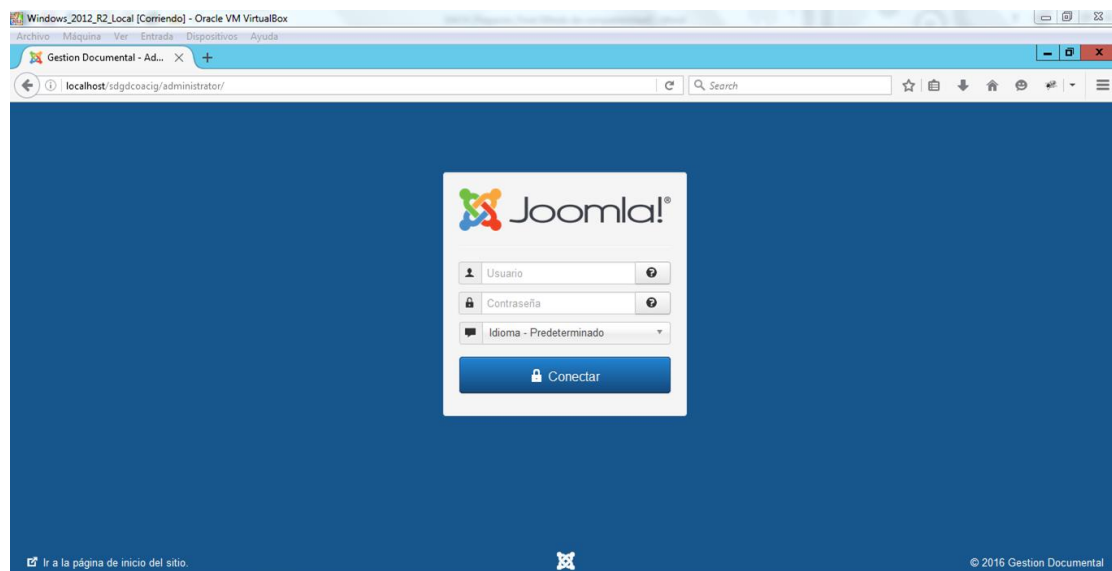 Windows_2012_R2_Local [Corriendo] - Oracle VM VirtualBox
Archivo Máquina Ver Entrada Dispositivos Ayuda
Gestion Documental - Ad...
localhost/sdgdcoacig/administrator/
Search
Joomla!®
Usuario
Contraseña
Idioma - Predeterminado
Conectar
Ir a la página de inicio del sitio.
© 2016 Gestion Documental